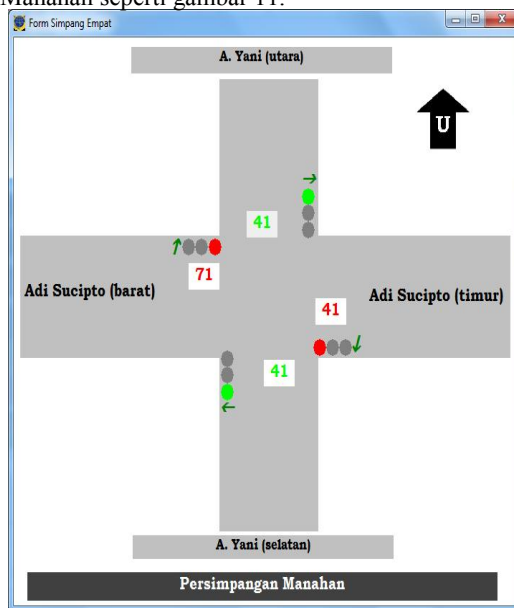 Manahan seperti gambar 11.
Form Simpang Empat
A. Yani (utara)
U
41
71
Adi Sucipto (barat)
Adi Sucipto (timur)
41
41
A. Yani (selatan)
Persimpangan Manahan